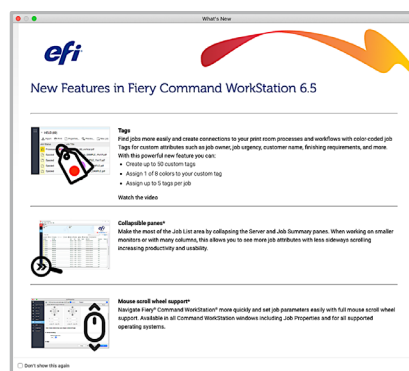 What's New
efi
New Features in Fiery Command WorkStation 6.5
Tags
Find jobs more easily and create connections to your print room processes and workflows with color-coded job
Tags for custom attributes such as job owner, job urgency, customer name, finishing requirements, and more.
With this powerful new feature you can:
• Create up to 50 custom tags
• Assign 1 of 8 colors to your custom tag
• Assign up to 5 tags per job
Watch the video
Collapsible panes*
Make the most of the Job List area by collapsing the Server and Job Summary panes. When working on smaller
monitors or with many columns, this allows you to see more job attributes with less sideways scrolling
increasing productivity and usability.
Mouse scroll wheel support*
Navigate Fiery® Command WorkStation® more quickly and set job parameters easily with full mouse scroll wheel
support. Available in all Command WorkStation windows including Job Properties and for all supported
operating systems.
Don't show this again